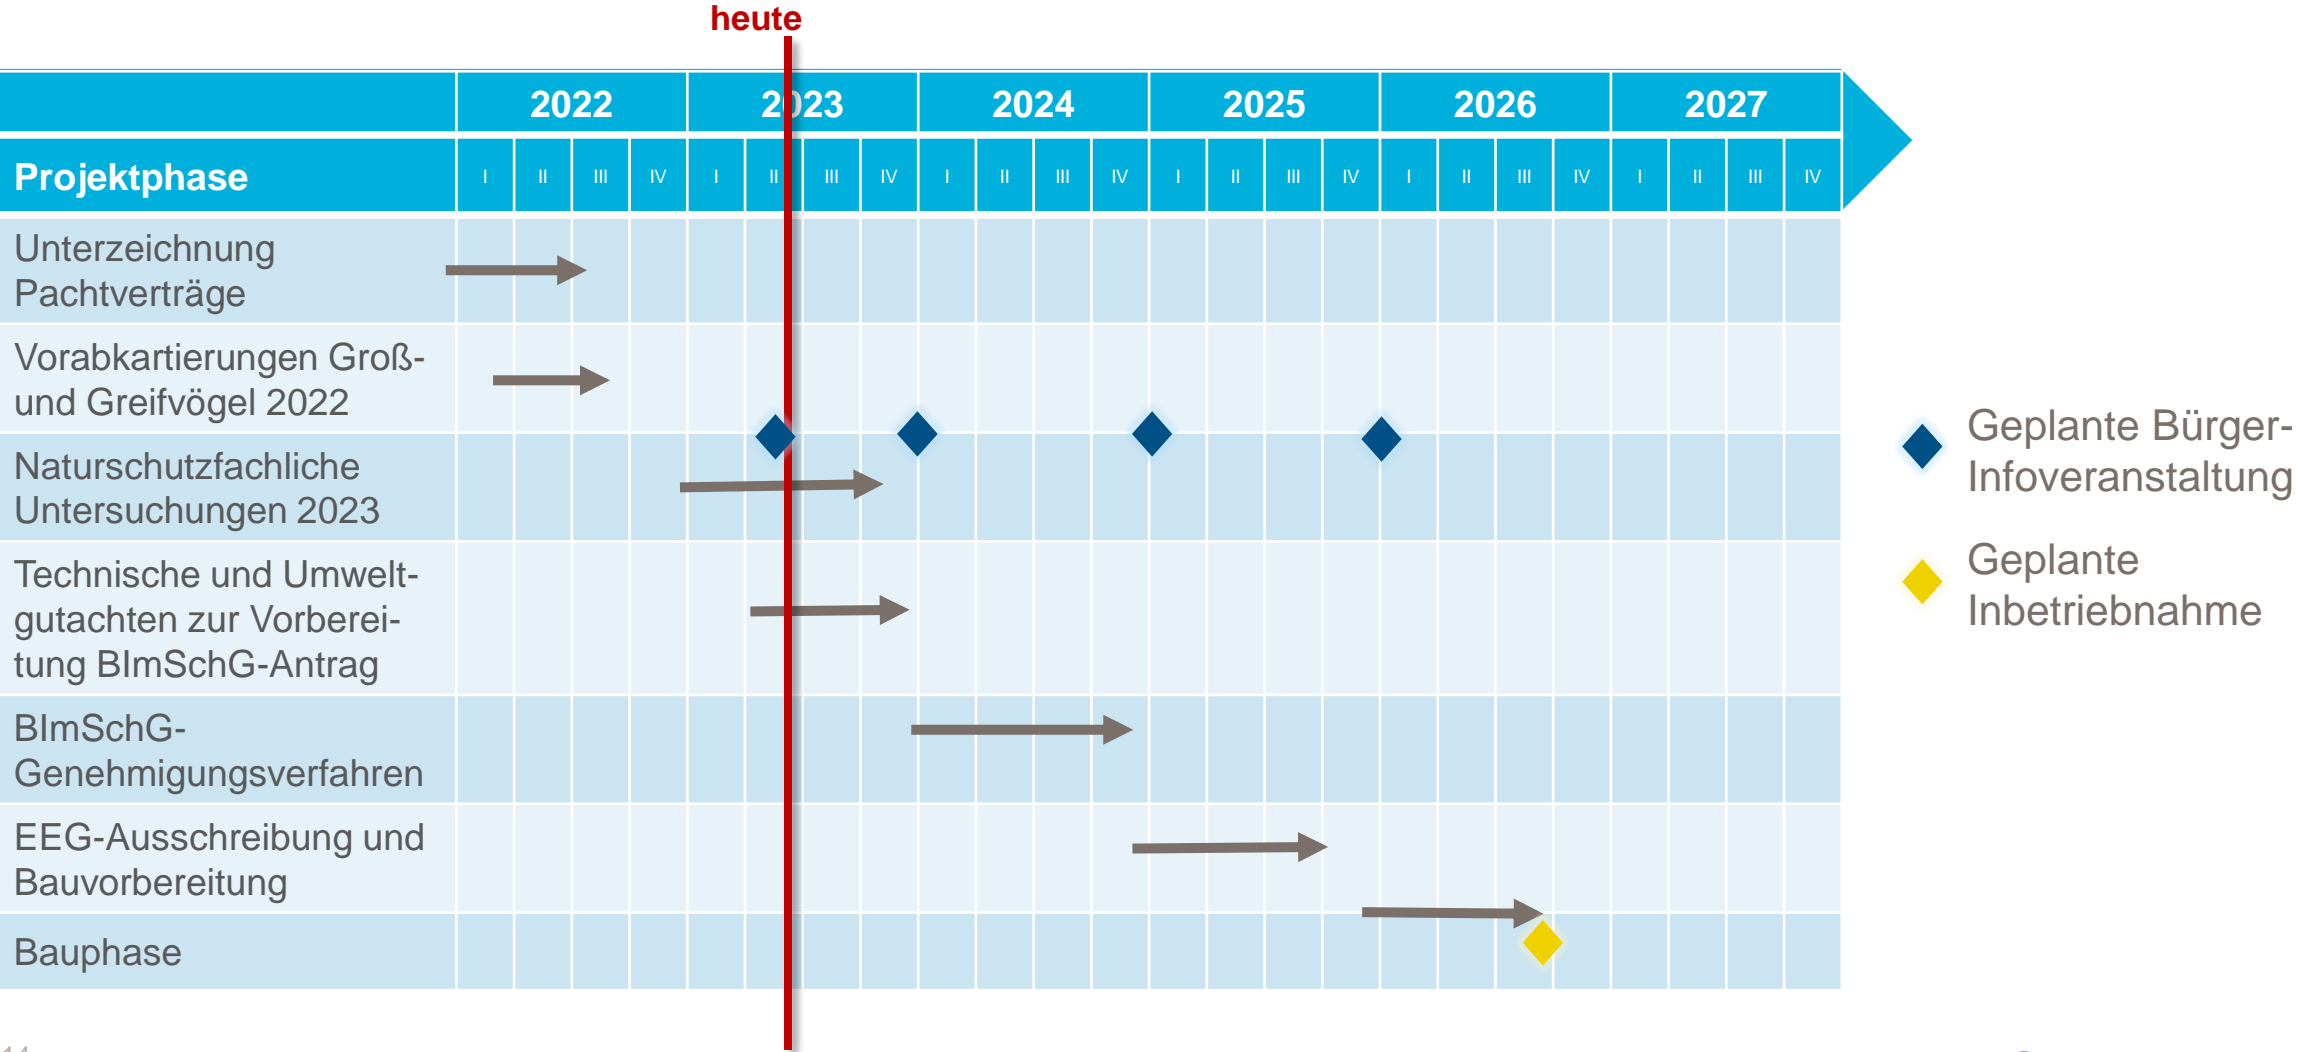 heute
2022 2023 2024 2025 2026 2027
Projektphase I II III IV I II III IV I II III IV I II III IV I II III IV I II III IV
Unterzeichnung
Pachtverträge
Vorabkartierungen Groß-
und Greifvögel 2022
Naturschutzfachliche
Untersuchungen 2023
Technische und Umwelt-
gutachten zur Vorberei-
tung BImSchG-Antrag
BImSchG-
Genehmigungsverfahren
EEG-Ausschreibung und
Bauvorbereitung
Bauphase
Geplante Bürger-
Infoveranstaltung
Geplante
Inbetriebnahme